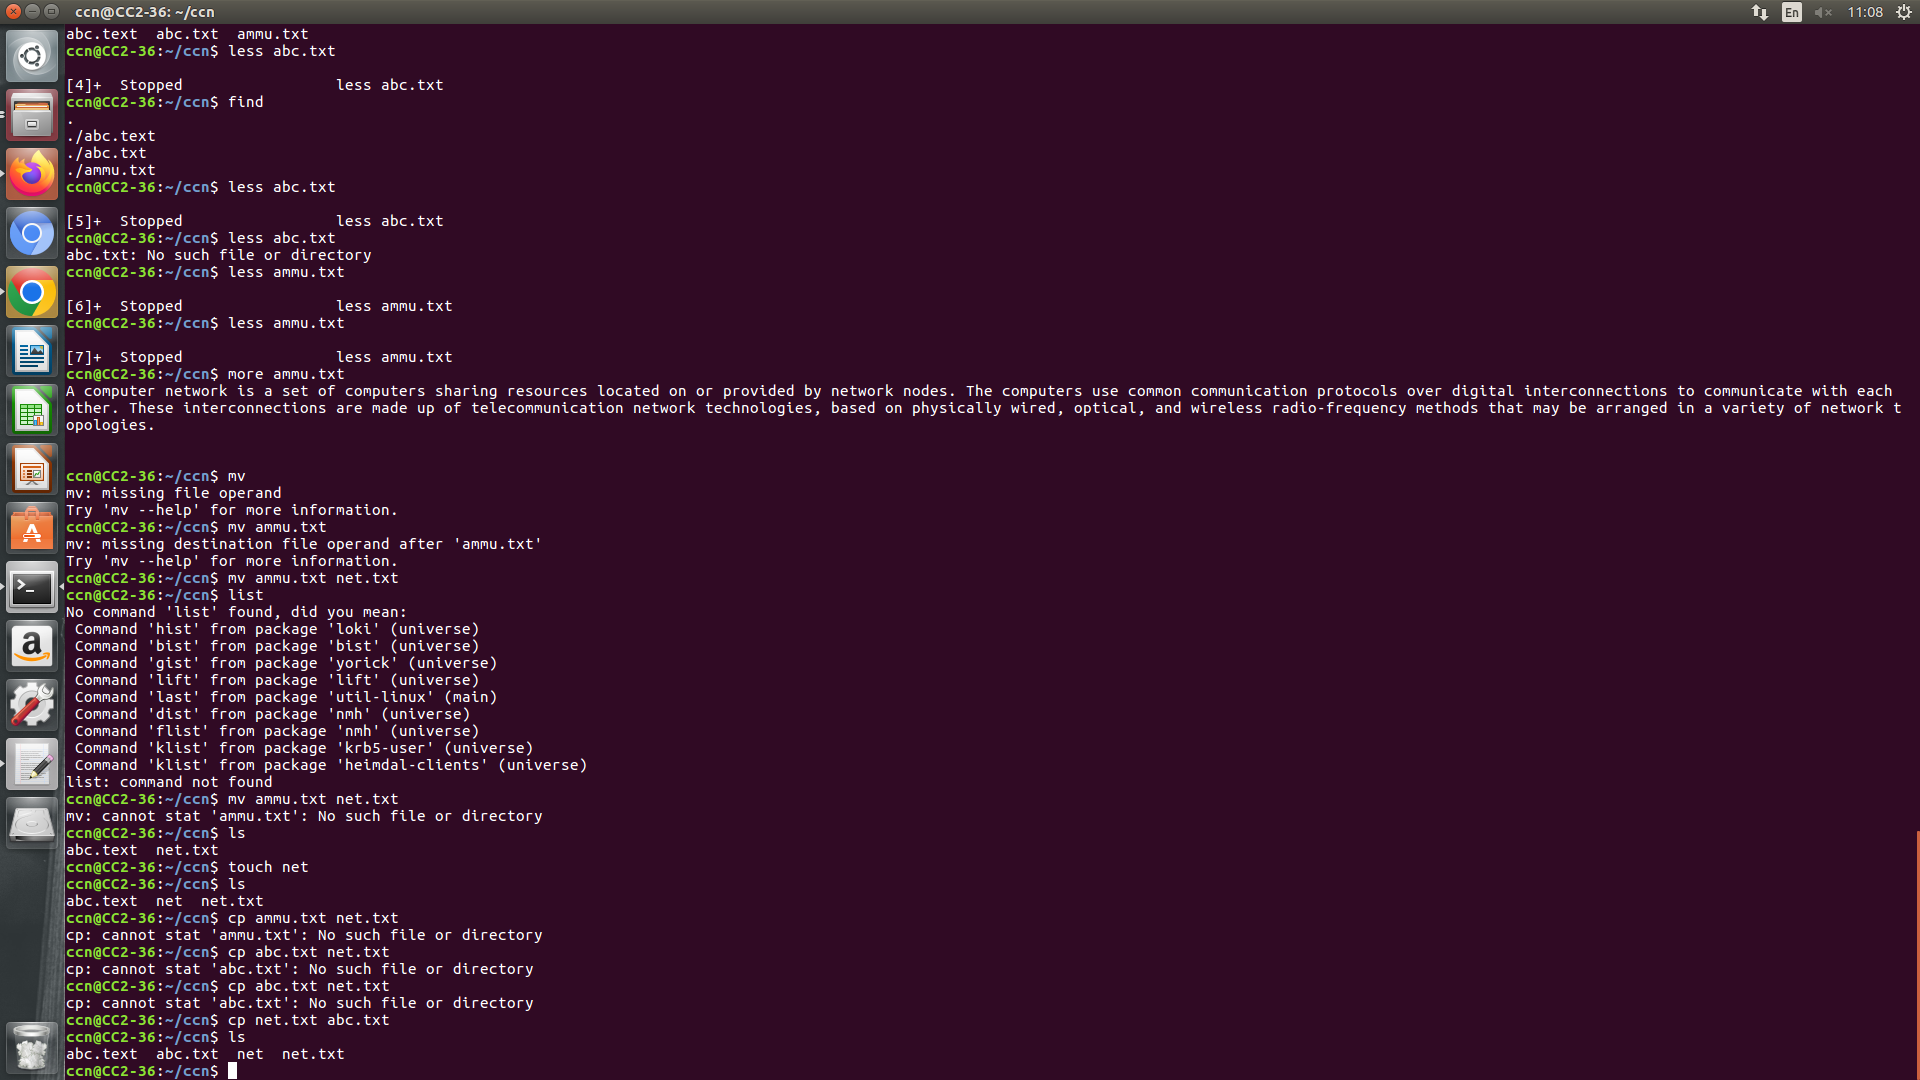 ccn@CC2-36: ~/ccn
En
11:08
abc.text  abc.txt  ammu.txt
ccn@CC2-36:~/ccn$ less abc.txt
[4]+  Stopped                 less abc.txt
ccn@CC2-36:~/ccn$ find
.
./abc.text
./abc.txt
./ammu.txt
ccn@CC2-36:~/ccn$ less abc.txt
[5]+  Stopped                 less abc.txt
ccn@CC2-36:~/ccn$ less abc.txt
abc.txt: No such file or directory
ccn@CC2-36:~/ccn$ less ammu.txt
[6]+  Stopped                 less ammu.txt
ccn@CC2-36:~/ccn$ less ammu.txt
[7]+  Stopped                 less ammu.txt
ccn@CC2-36:~/ccn$ more ammu.txt
A computer network is a set of computers sharing resources located on or provided by network nodes. The computers use common communication protocols over digital interconnections to communicate with each
other. These interconnections are made up of telecommunication network technologies, based on physically wired, optical, and wireless radio-frequency methods that may be arranged in a variety of network t
opologies.
ccn@CC2-36:~/ccn$ mv
mv: missing file operand
Try 'mv --help' for more information.
ccn@CC2-36:~/ccn$ mv ammu.txt
mv: missing destination file operand after 'ammu.txt'
Try 'mv --help' for more information.
ccn@CC2-36:~/ccn$ mv ammu.txt net.txt
ccn@CC2-36:~/ccn$ list
No command 'list' found, did you mean:
 Command 'hist' from package 'loki' (universe)
 Command 'bist' from package 'bist' (universe)
 Command 'gist' from package 'yorick' (universe)
 Command 'lift' from package 'lift' (universe)
 Command 'last' from package 'util-linux' (main)
 Command 'dist' from package 'nmh' (universe)
 Command 'flist' from package 'nmh' (universe)
 Command 'klist' from package 'krb5-user' (universe)
 Command 'klist' from package 'heimdal-clients' (universe)
list: command not found
ccn@CC2-36:~/ccn$ mv ammu.txt net.txt
mv: cannot stat 'ammu.txt': No such file or directory
ccn@CC2-36:~/ccn$ ls
abc.text  net.txt
ccn@CC2-36:~/ccn$ touch net
ccn@CC2-36:~/ccn$ ls
abc.text  net  net.txt
ccn@CC2-36:~/ccn$ cp ammu.txt net.txt
cp: cannot stat 'ammu.txt': No such file or directory
ccn@CC2-36:~/ccn$ cp abc.txt net.txt
cp: cannot stat 'abc.txt': No such file or directory
ccn@CC2-36:~/ccn$ cp abc.txt net.txt
cp: cannot stat 'abc.txt': No such file or directory
ccn@CC2-36:~/ccn$ cp net.txt abc.txt
ccn@CC2-36:~/ccn$ ls
abc.text  abc.txt  net  net.txt
ccn@CC2-36:~/ccn$